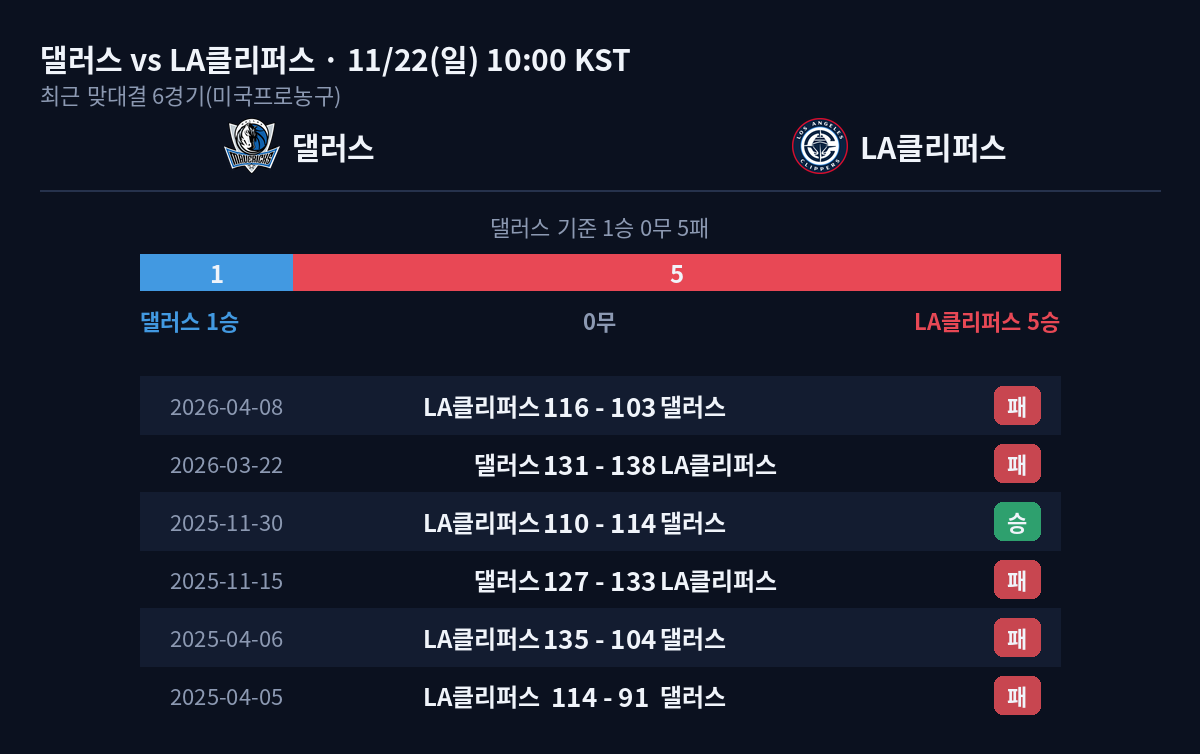 댈러스 vs LA클리퍼스 · 11/22(일) 10:00 KST
최근 맞대결 6경기(미국프로농구)
MAVERICKS
댈러스
LOS ANGELES
CLIPPERS
LA클리퍼스
댈러스 기준 1승 0무 5패
1 5
댈러스 1승 0무 LA클리퍼스 5승
2026-04-08 LA클리퍼스 116 - 103 댈러스 패
2026-03-22 댈러스 131 - 138 LA클리퍼스 패
2025-11-30 LA클리퍼스 110 - 114 댈러스 승
2025-11-15 댈러스 127 - 133 LA클리퍼스 패
2025-04-06 LA클리퍼스 135 - 104 댈러스 패
2025-04-05 LA클리퍼스 114 - 91 댈러스 패